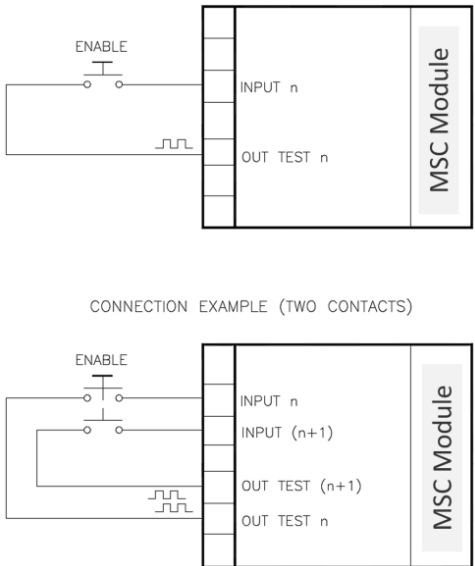 ENABLE
INPUT n
OUT TEST n
MSC Module
CONNECTION EXAMPLE (TWO CONTACTS)
ENABLE
INPUT n
INPUT (n+1)
OUT TEST (n+1)
OUT TEST n
MSC Module